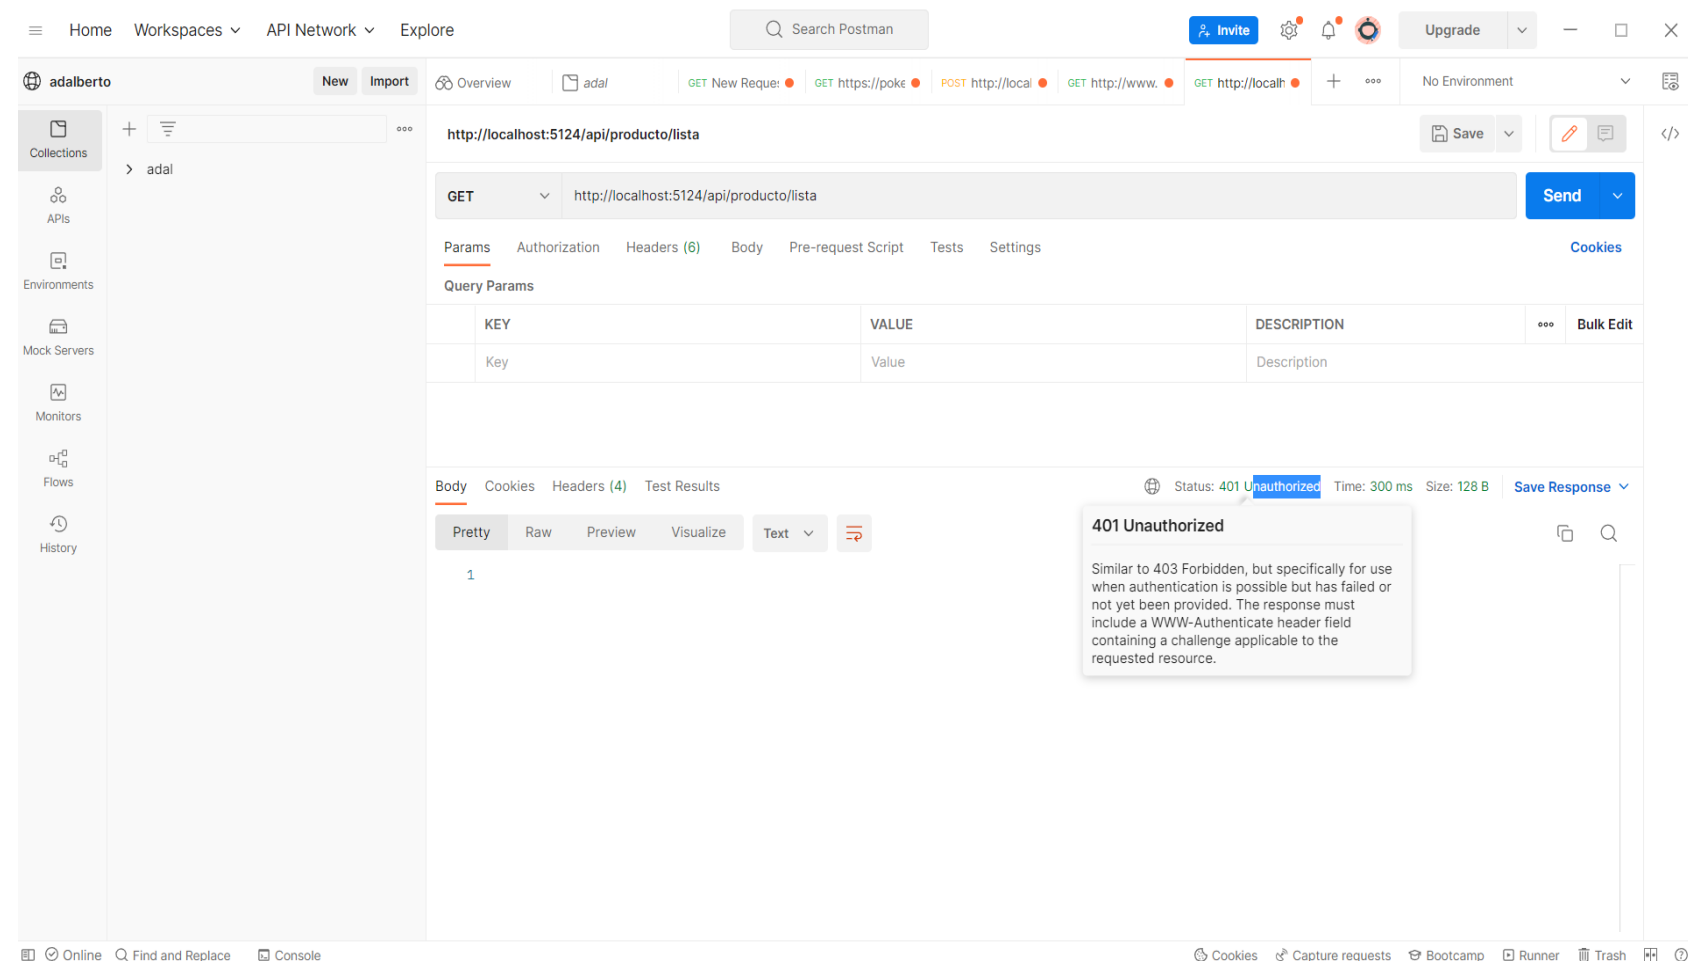 Home Workspaces API Network Explore Search Postman Invite Upgrade
adalberto New Import Overview adal GET New Reque: GET https://poke POST http://local GET http://www. GET http://localh No Environment
Collections
APIs
Environments
Mock Servers
Monitors
Flows
History
adal
http://localhost:5124/api/producto/lista Save
GET http://localhost:5124/api/producto/lista Send
Params Authorization Headers (6) Body Pre-request Script Tests Settings Cookies
Query Params
KEY VALUE DESCRIPTION Bulk Edit
Key Value Description
Body Cookies Headers (4) Test Results Status: 401 Unauthorized Time: 300 ms Size: 128 B Save Response
Pretty Raw Preview Visualize Text
1
401 Unauthorized
Similar to 403 Forbidden, but specifically for use
when authentication is possible but has failed or
not yet been provided. The response must
include a WWW-Authenticate header field
containing a challenge applicable to the
requested resource.
Online Find and Replace Console Cookies Capture requests Bootcamp Runner Trash